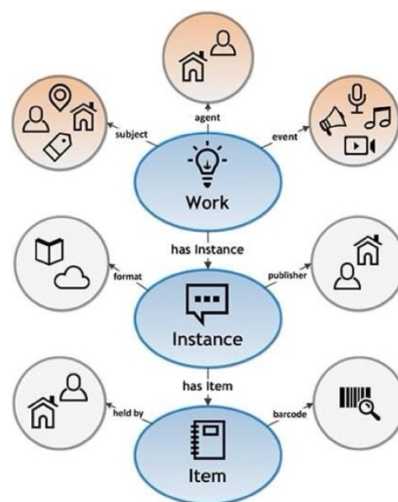 agent
subject
event
Work
has Instance
format
publisher
Instance
has Item
held by
barcode
Item